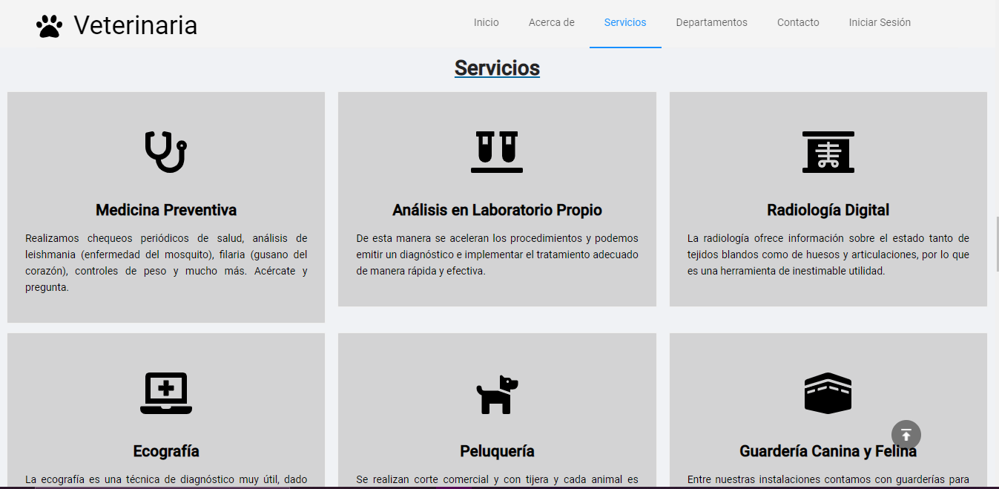 Veterinaria
Inicio
Acerca de
Servicios
Departamentos
Contacto
Iniciar Sesión
Servicios
Medicina Preventiva
Realizamos chequeos periódicos de salud, análisis de
leishmania (enfermedad del mosquito), filaria (gusano del
corazón), controles de peso y mucho más. Acércate y
pregunta.
Análisis en Laboratorio Propio
De esta manera se aceleran los procedimientos y podemos
emitir un diagnóstico e implementar el tratamiento adecuado
de manera rápida y efectiva.
Radiología Digital
La radiología ofrece información sobre el estado tanto de
tejidos blandos como de huesos y articulaciones, por lo que
es una herramienta de inestimable utilidad.
Ecografía
La ecografía es una técnica de diagnóstico muy útil, dado
Peluquería
Se realizan corte comercial y con tijera y cada animal es
Guardería Canina y Felina
Entre nuestras instalaciones contamos con guarderías para